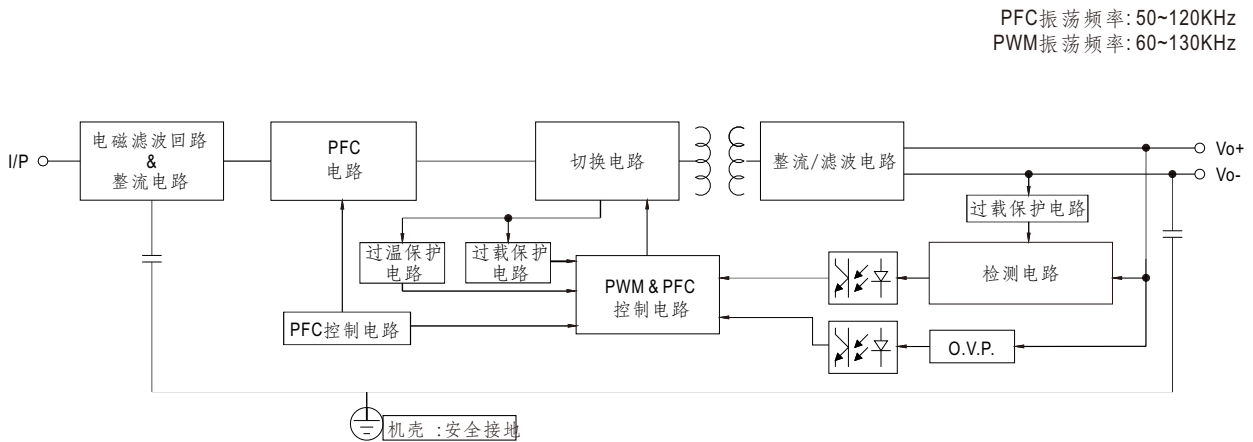 PFC振荡频率: 50~120KHz
PWM振荡频率: 60~130KHz
I/P
电磁滤波回路
&
整流电路
PFC
电路
切换电路
整流/滤波电路
Vo+
Vo-
过载保护电路
过温保护
电路
过载保护
电路
PWM & PFC
控制电路
检测电路
PFC控制电路
O.V.P.
机壳 :安全接地